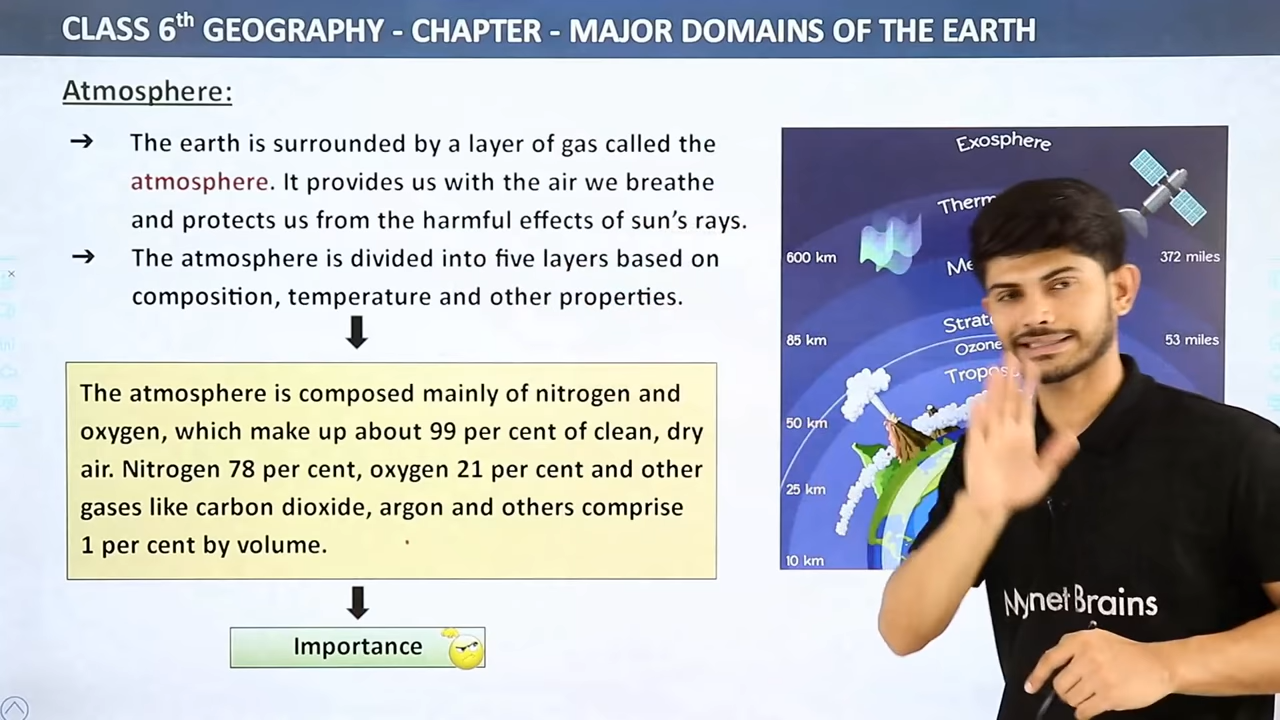 CLASS 6th GEOGRAPHY - CHAPTER - MAJOR DOMAINS OF THE EARTH
Atmosphere:
→ The earth is surrounded by a layer of gas called the
atmosphere. It provides us with the air we breathe
and protects us from the harmful effects of sun's rays.
→ The atmosphere is divided into five layers based on
composition, temperature and other properties.
The atmosphere is composed mainly of nitrogen and
oxygen, which make up about 99 per cent of clean, dry
air. Nitrogen 78 per cent, oxygen 21 per cent and other
gases like carbon dioxide, argon and others comprise
1 per cent by volume.
Importance
Exosphere
600 km
372 miles
85 km
53 miles
Ozone
50 km
25 km
10 km
Brains